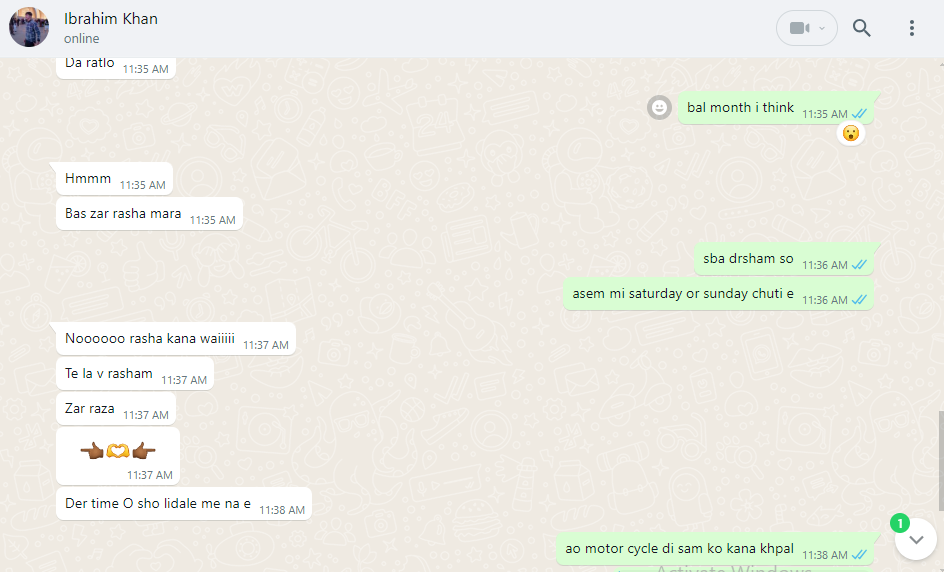 Ibrahim Khan
online
Da ratlo 11:35 AM
bal month i think 11:35 AM
Hmmm 11:35 AM
Bas zar rasha mara 11:35 AM
sba drsham so 11:36 AM
asem mi saturday or sunday chuti e 11:36 AM
Noooooo rasha kana waiiiii 11:37 AM
Te la v rasham 11:37 AM
Zar raza 11:37 AM
11:37 AM
Der time O sho lidale me na e 11:38 AM
1
ao motor cycle di sam ko kana khpal 11:38 AM
Activate Windows